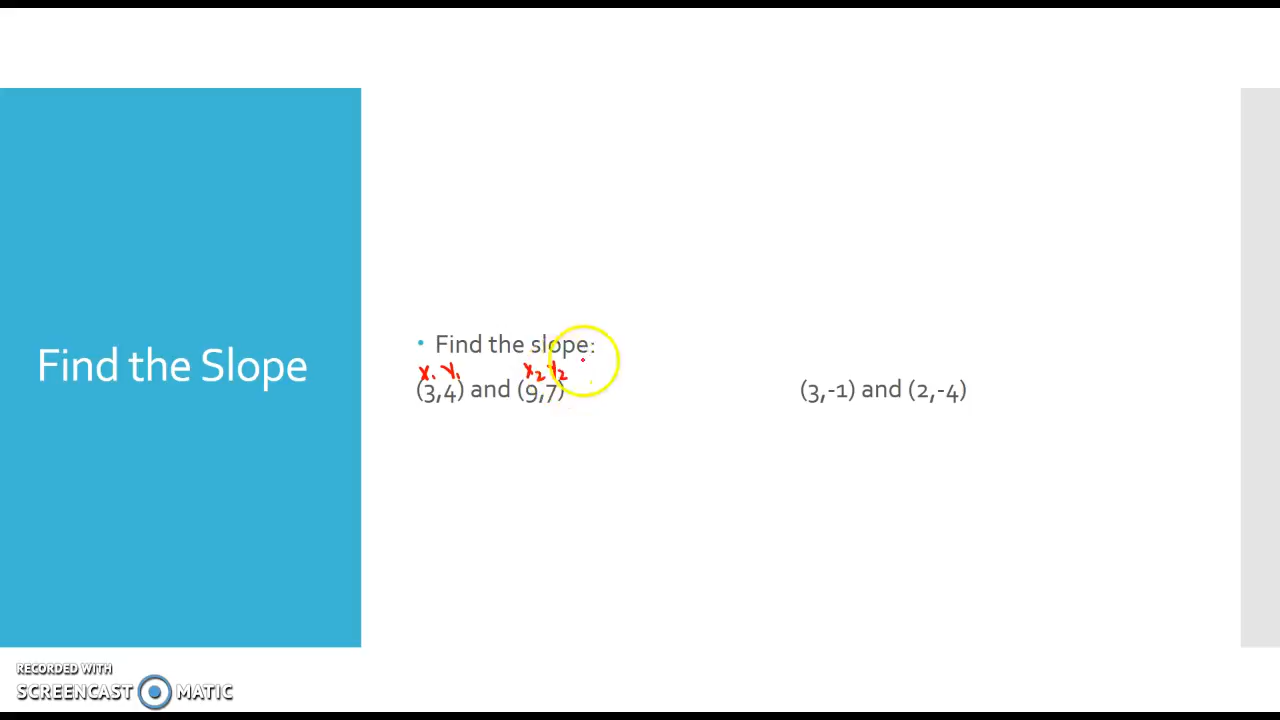 Find the Slope
• Find the slope:
x₁ y₁ x₂ y₂
(3,4) and (9,7)
(3,-1) and (2,-4)
RECORDED WITH
SCREENCAST MATIC